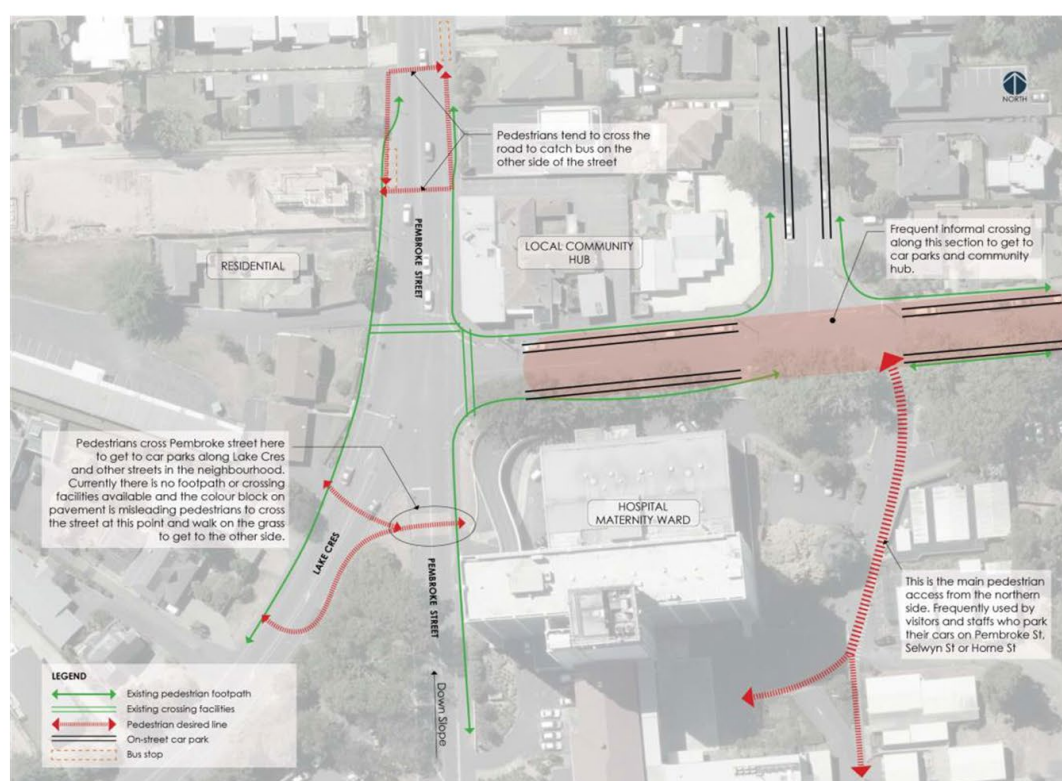 NORTH
Pedestrians tend to cross the
road to catch bus on the
other side of the street
PEMBROKE STREET
RESIDENTIAL
LOCAL COMMUNITY
HUB
Frequent informal crossing
along this section to get to
car parks and community
hub.
Pedestrians cross Pembroke street here
to get to car parks along Lake Cres
and other streets in the neighbourhood.
Currently there is no footpath or crossing
facilities available and the colour block on
pavement is misleading pedestrians to cross
the street at this point and walk on the grass
to get to the other side.
HOSPITAL
MATERNITY WARD
LAKE CRES
PEMBROKE STREET
This is the main pedestrian
access from the northern
side. Frequently used by
visitors and staffs who park
their cars on Pembroke St,
Selwyn St or Home St
Down Slope
LEGEND
Existing pedestrian footpath
Existing crossing facilities
Pedestrian desired line
On-street car park
Bus stop